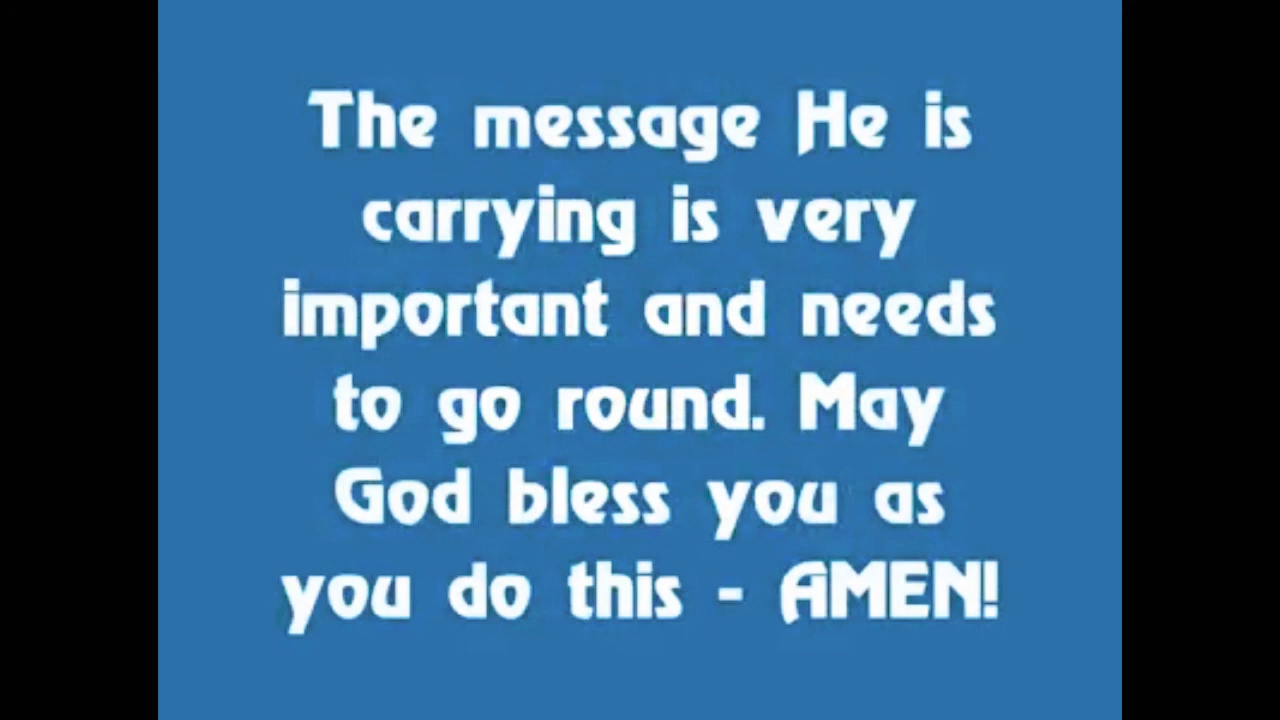 The message He is
carrying is very
important and needs
to go round. May
God bless you as
you do this - AMEN!